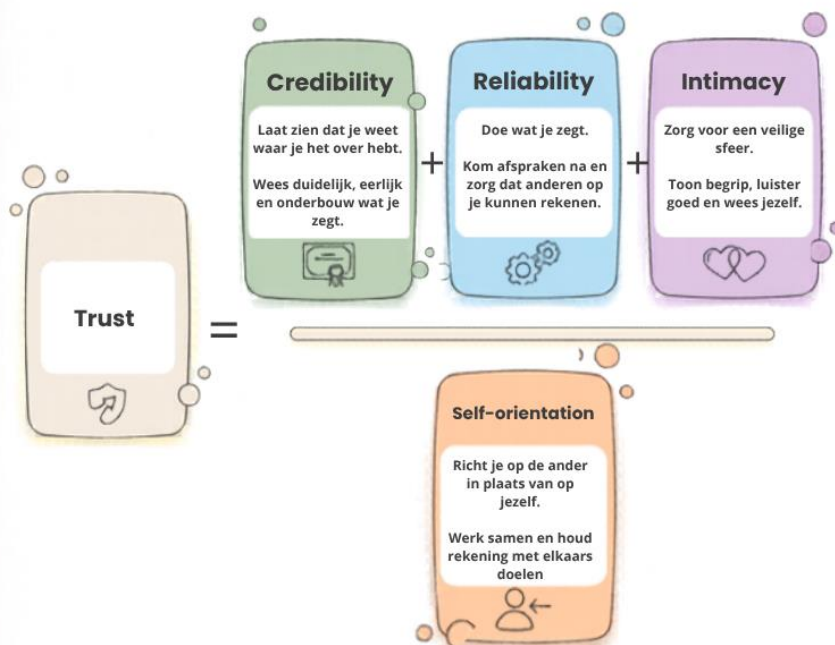 Credibility
Laat zien dat je weet
waar je het over hebt.
Wees duidelijk, eerlijk
en onderbouw wat je
zegt.
+
Reliability
Doe wat je zegt.
Kom afspraken na en
zorg dat anderen op
je kunnen rekenen.
+
Intimacy
Zorg voor een veilige
sfeer.
Toon begrip, luister
goed en wees jezelf.
Trust
=
Self-orientation
Richt je op de ander
in plaats van op
jezelf.
Werk samen en houd
rekening met elkaars
doelen